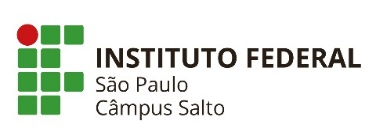 INSTITUTO FEDERAL
São Paulo
Câmpus Salto